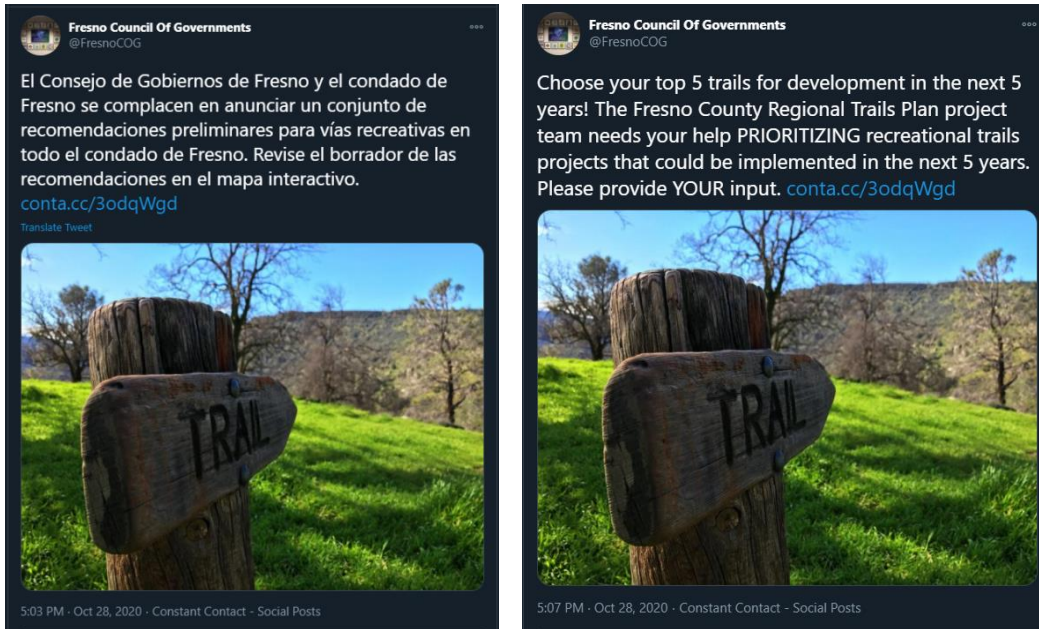 Fresno Council Of Governments
@FresnoCOG
El Consejo de Gobiernos de Fresno y el condado de
Fresno se complacen en anunciar un conjunto de
recomendaciones preliminares para vías recreativas en
todo el condado de Fresno. Revise el borrador de las
recomendaciones en el mapa interactivo.
conta.cc/3odqWgd
Translate Tweet
TRAIL
5:03 PM · Oct 28, 2020 · Constant Contact - Social Posts
Fresno Council Of Governments
@FresnoCOG
Choose your top 5 trails for development in the next 5
years! The Fresno County Regional Trails Plan project
team needs your help PRIORITIZING recreational trails
projects that could be implemented in the next 5 years.
Please provide YOUR input. conta.cc/3odqWgd
TRAIL
5:07 PM · Oct 28, 2020 · Constant Contact - Social Posts